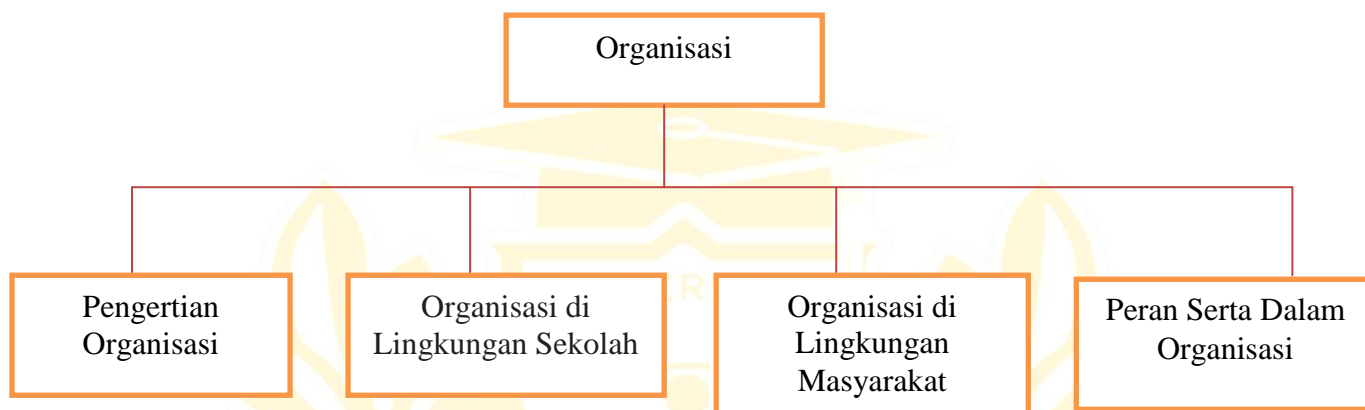 Organisasi
Pengertian
Organisasi
Organisasi di
Lingkungan Sekolah
Organisasi di
Lingkungan
Masyarakat
Peran Serta Dalam
Organisasi